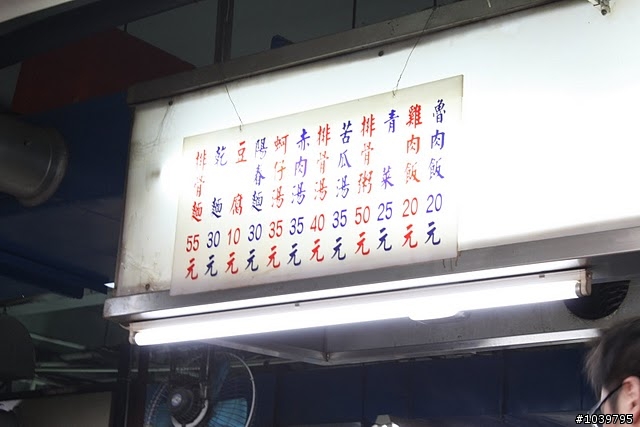 魯肉飯20元
雞肉飯20元
青菜25元
排骨粥50元
苦瓜湯35元
排骨湯40元
赤肉湯35元
蚵仔湯35元
陽春麵30元
豆腐10元
乾麵30元
排骨麵55元
#1039795